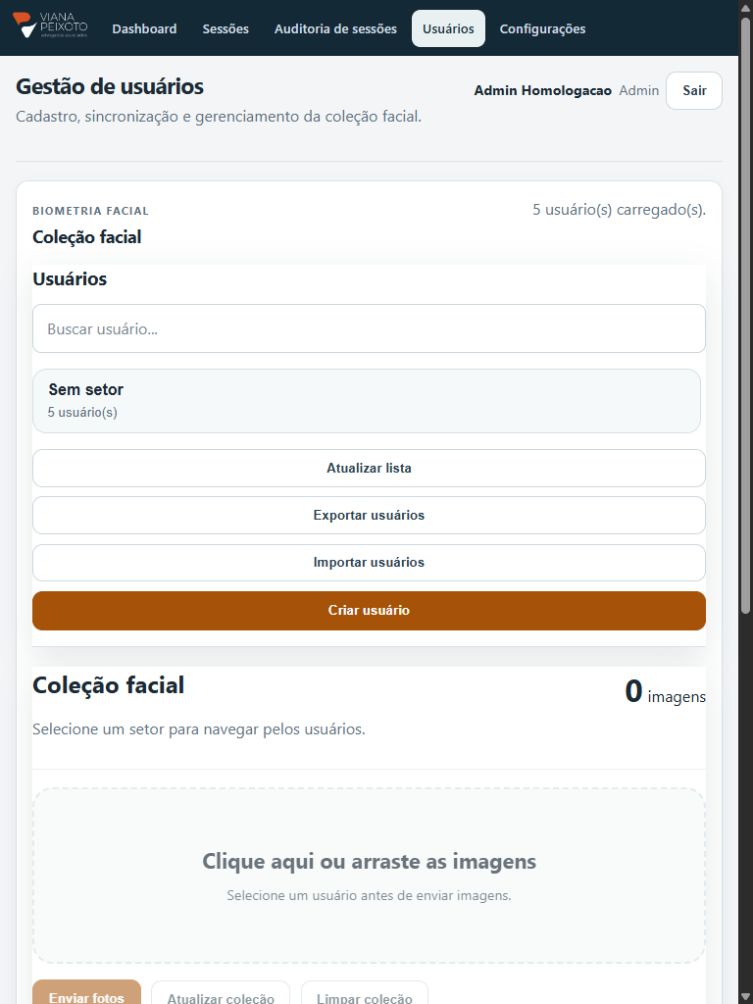 VIANA
PEIXOTO
Dashboard
Sessões
Auditoria de sessões
Usuários
Configurações
Gestão de usuários
Cadastro, sincronização e gerenciamento da coleção facial.
Admin Homologacao Admin
Sair
BIOMETRIA FACIAL
5 usuário(s) carregado(s).
Coleção facial
Usuários
Buscar usuário...
Sem setor
5 usuário(s)
Atualizar lista
Exportar usuários
Importar usuários
Criar usuário
Coleção facial
0 imagens
Selecione um setor para navegar pelos usuários.
Clique aqui ou arraste as imagens
Selecione um usuário antes de enviar imagens.
Enviar fotos
Atualizar coleção
Limpar coleção